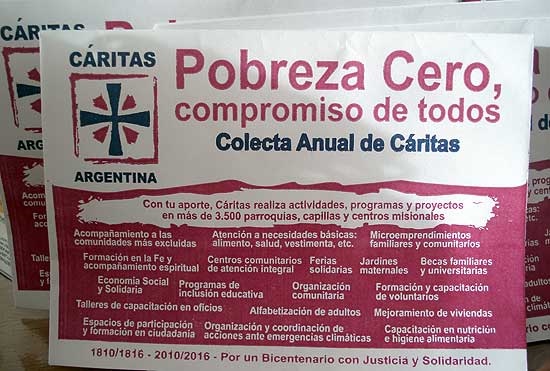 CÁRITAS
ARGENTINA
Pobreza Cero,
compromiso de todos
Colecta Anual de Cáritas
Con tu aporte, Cáritas realiza actividades, programas y proyectos
en más de 3.500 parroquias, capillas y centros misionales
Acompañamiento a las
comunidades más excluidas
Atención a necesidades básicas:
alimento, salud, vestimenta, etc.
Microemprendimientos
familiares y comunitarios
Formación en la Fe y
acompañamiento espiritual
Centros comunitarios
de atención integral
Ferias
solidarias
Jardines
maternales
Becas familiares
y universitarias
Economía Social
y Solidaria
Programas de
inclusión educativa
Organización
comunitaria
Formación y capacitación
de voluntarios
Talleres de capacitación en oficios
Alfabetización de adultos
Mejoramiento de viviendas
Espacios de participación
y formación en ciudadanía
Organización y coordinación de
acciones ante emergencias climáticas
Capacitación en nutrición
e higiene alimentaria
1810/1816 - 2010/2016 - Por un Bicentenario con Justicia y Solidaridad.